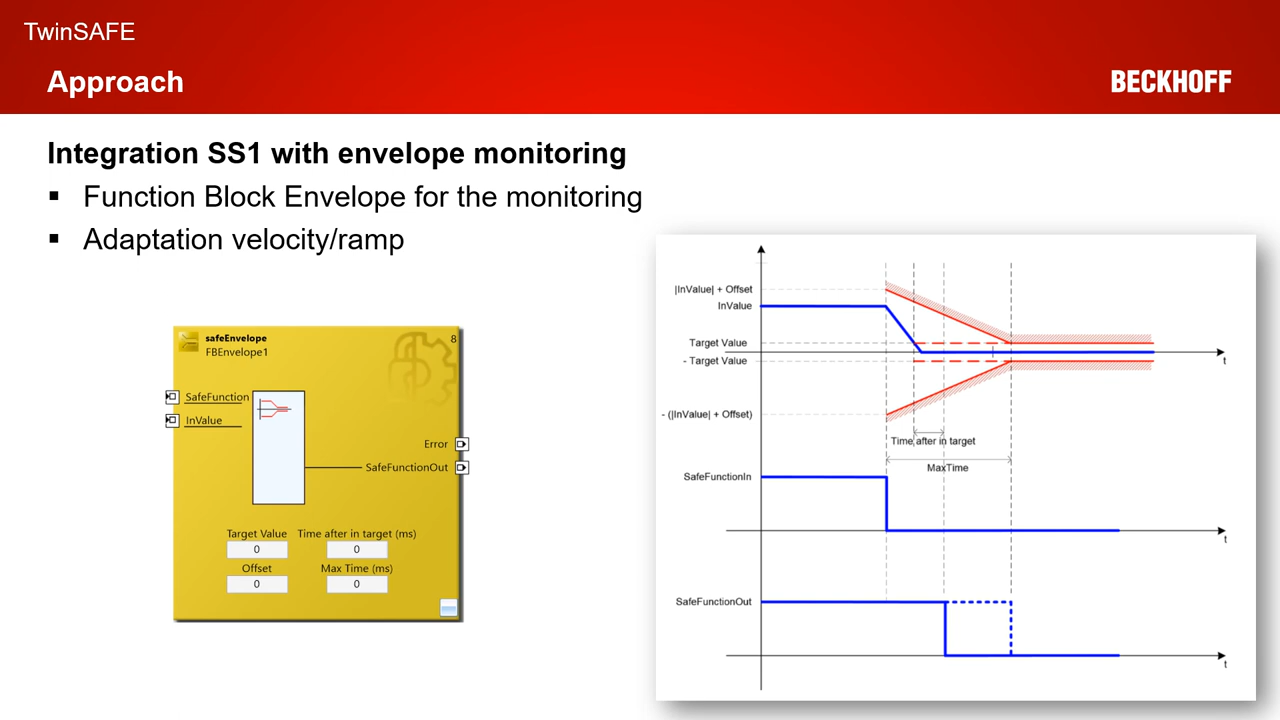 TwinSAFE
Approach
BECKHOFF
Integration SS1 with envelope monitoring
▪ Function Block Envelope for the monitoring
▪ Adaptation velocity/ramp
safeEnvelope
FBEnvelope1
8
SafeFunction
InValue
Error
SafeFunctionOut
Target Value
Time after in target (ms)
0
0
Offset
Max Time (ms)
0
0
|InValue| + Offset
InValue
Target Value
- Target Value
t
- (|InValue| + Offset)
Time after in target
MaxTime
SafeFunctionIn
t
SafeFunctionOut
t